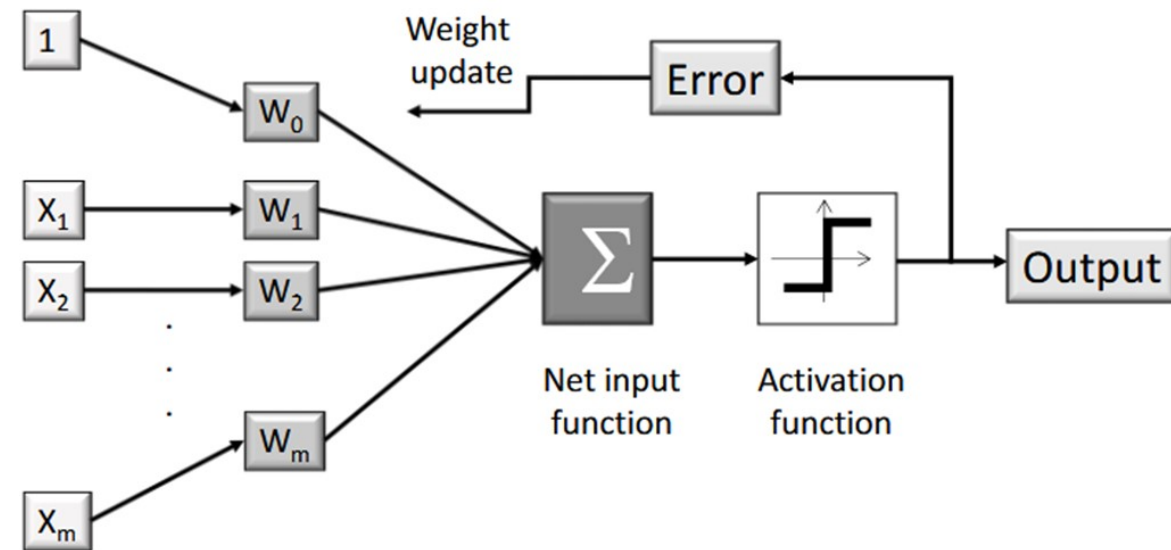 1
Weight
update
Error
W₀
X₁
W₁
X₂
W₂
Σ
Output
.
.
.
Net input
function
Activation
function
Wₘ
Xₘ